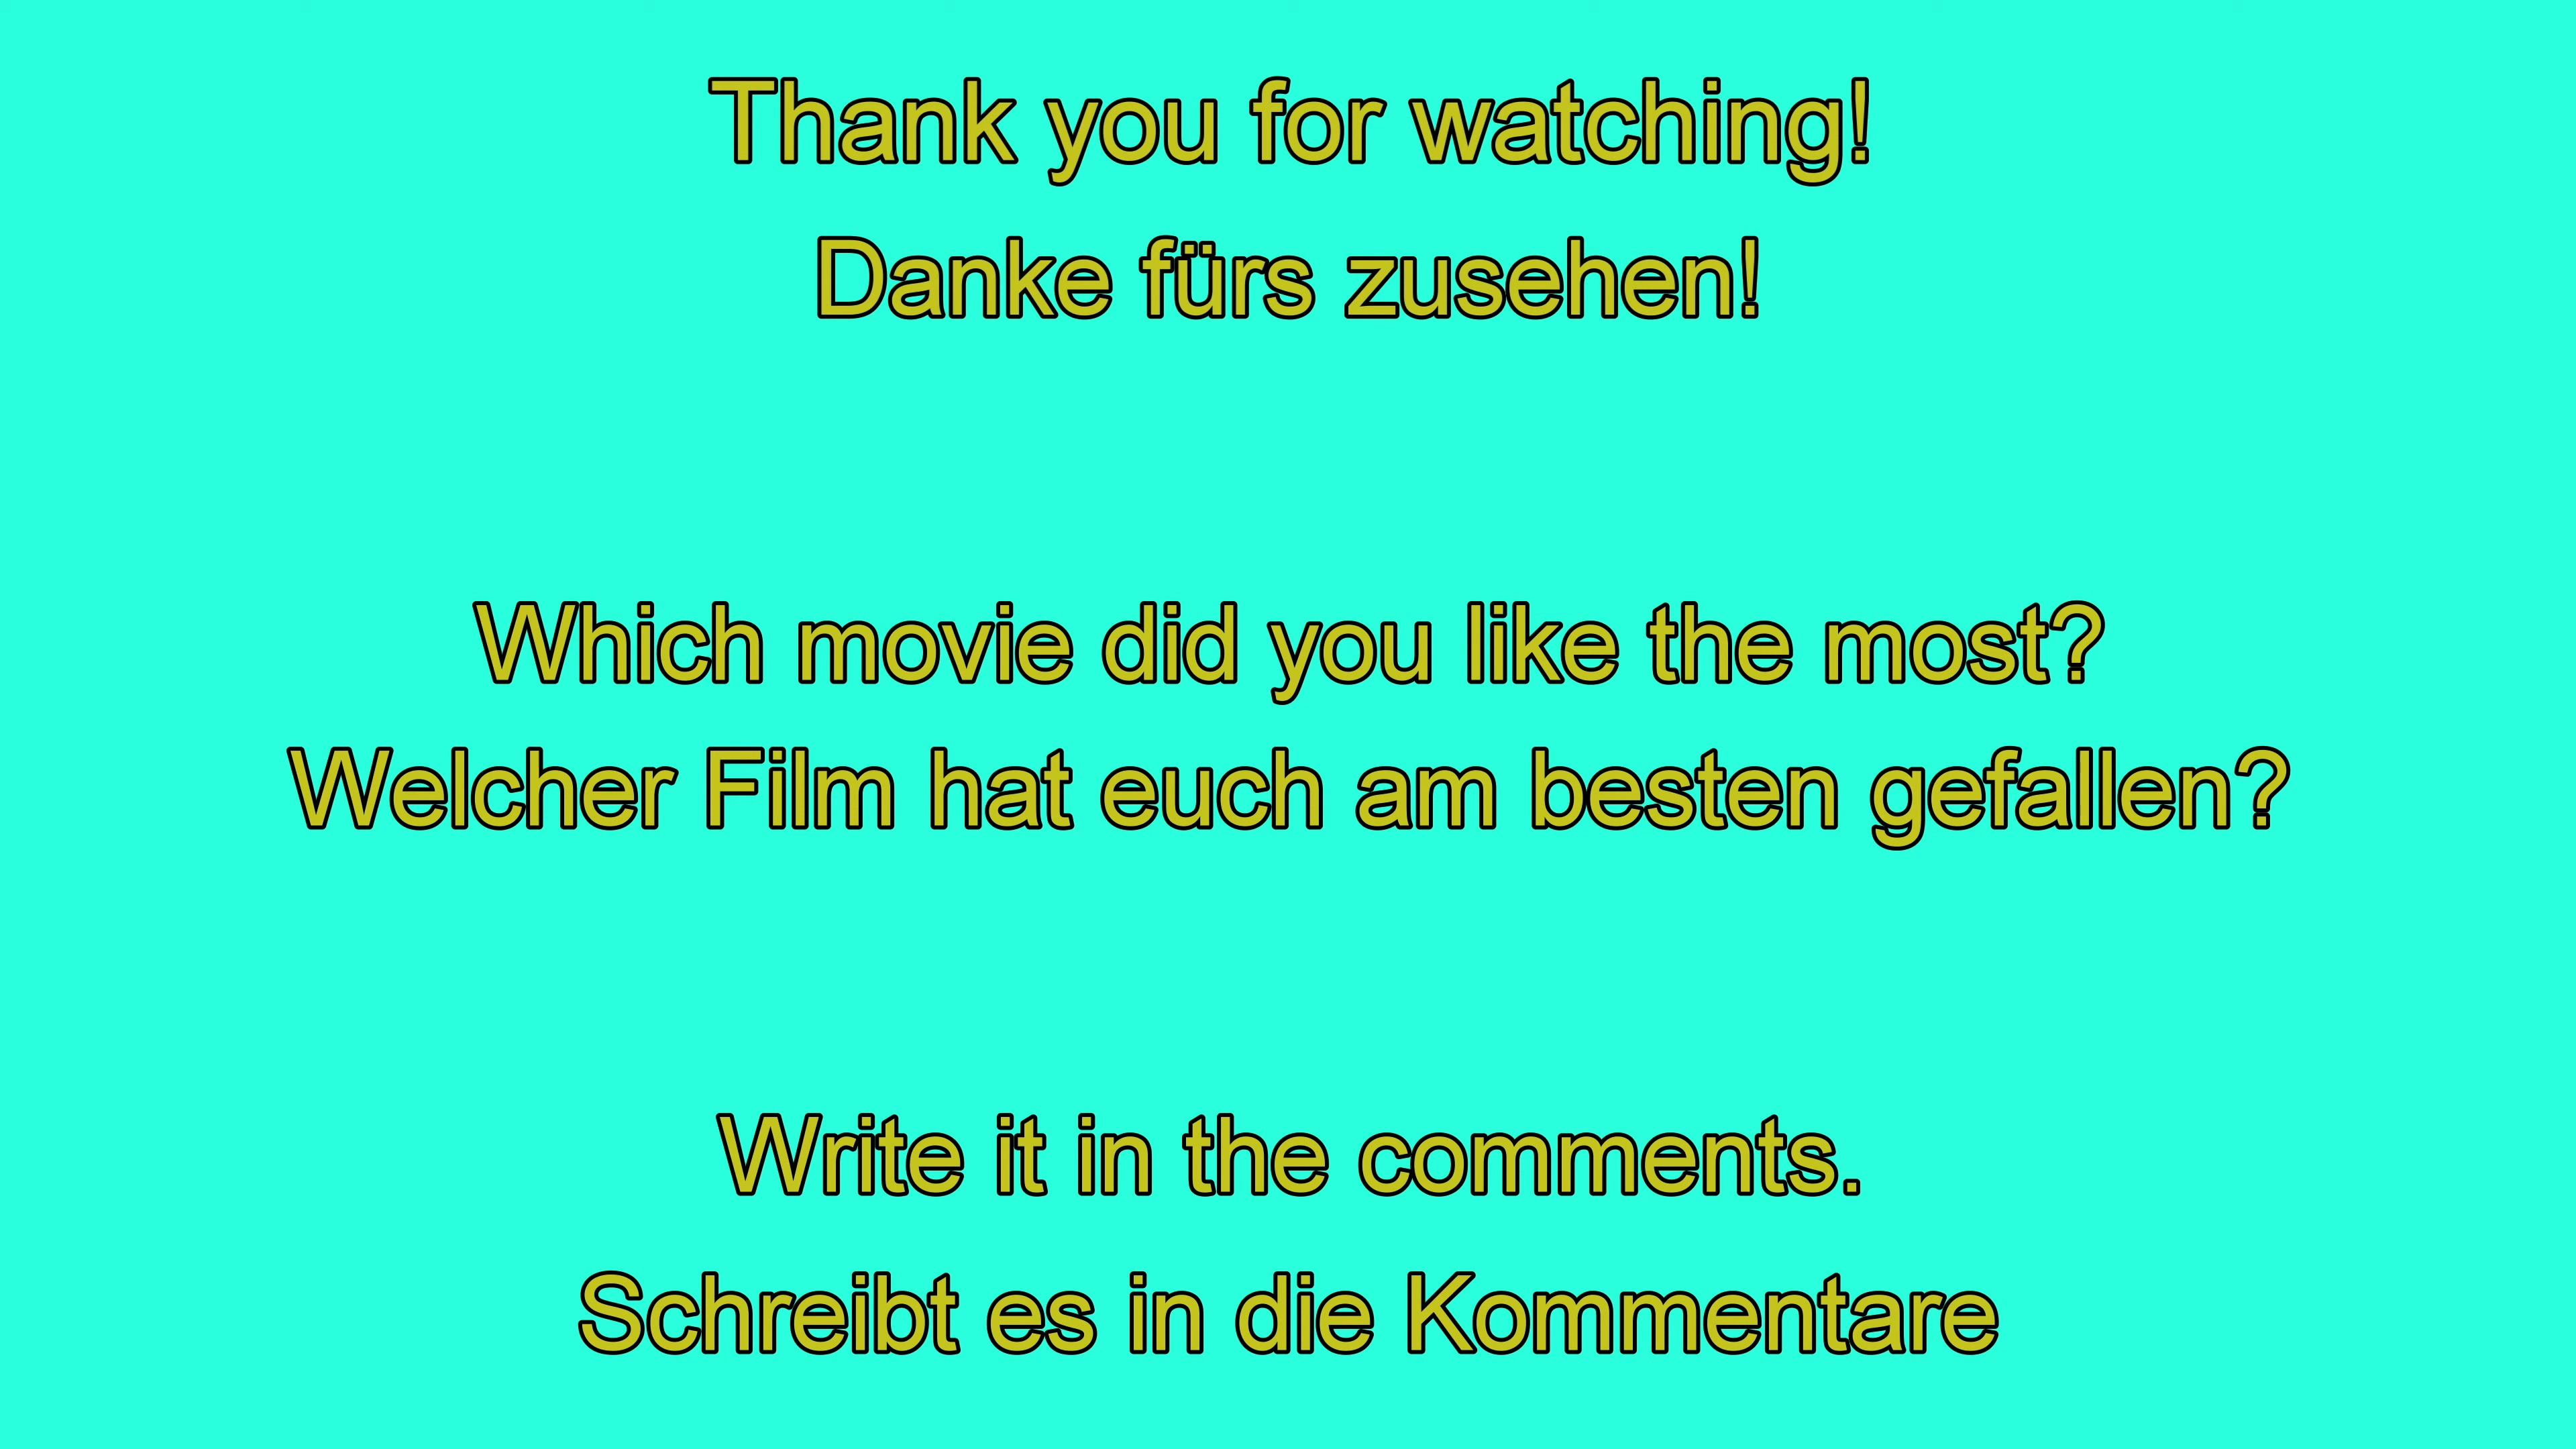 Thank you for watching!
Danke fürs zusehen!
Which movie did you like the most?
Welcher Film hat euch am besten gefallen?
Write it in the comments.
Schreibt es in die Kommentare